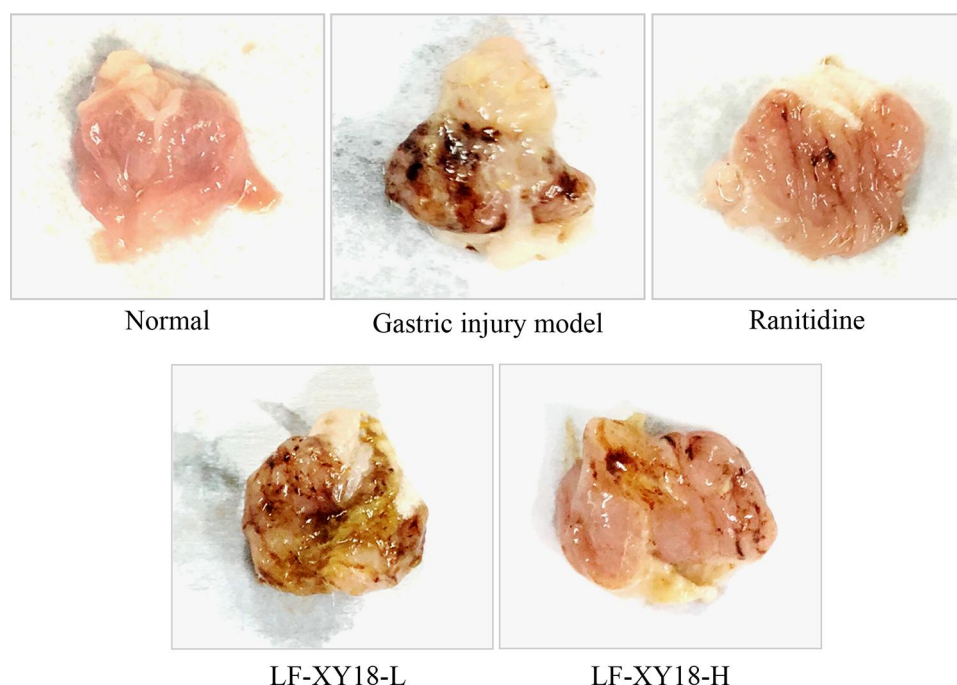 Normal
Gastric injury model
Ranitidine
LF-XY18-L
LF-XY18-H